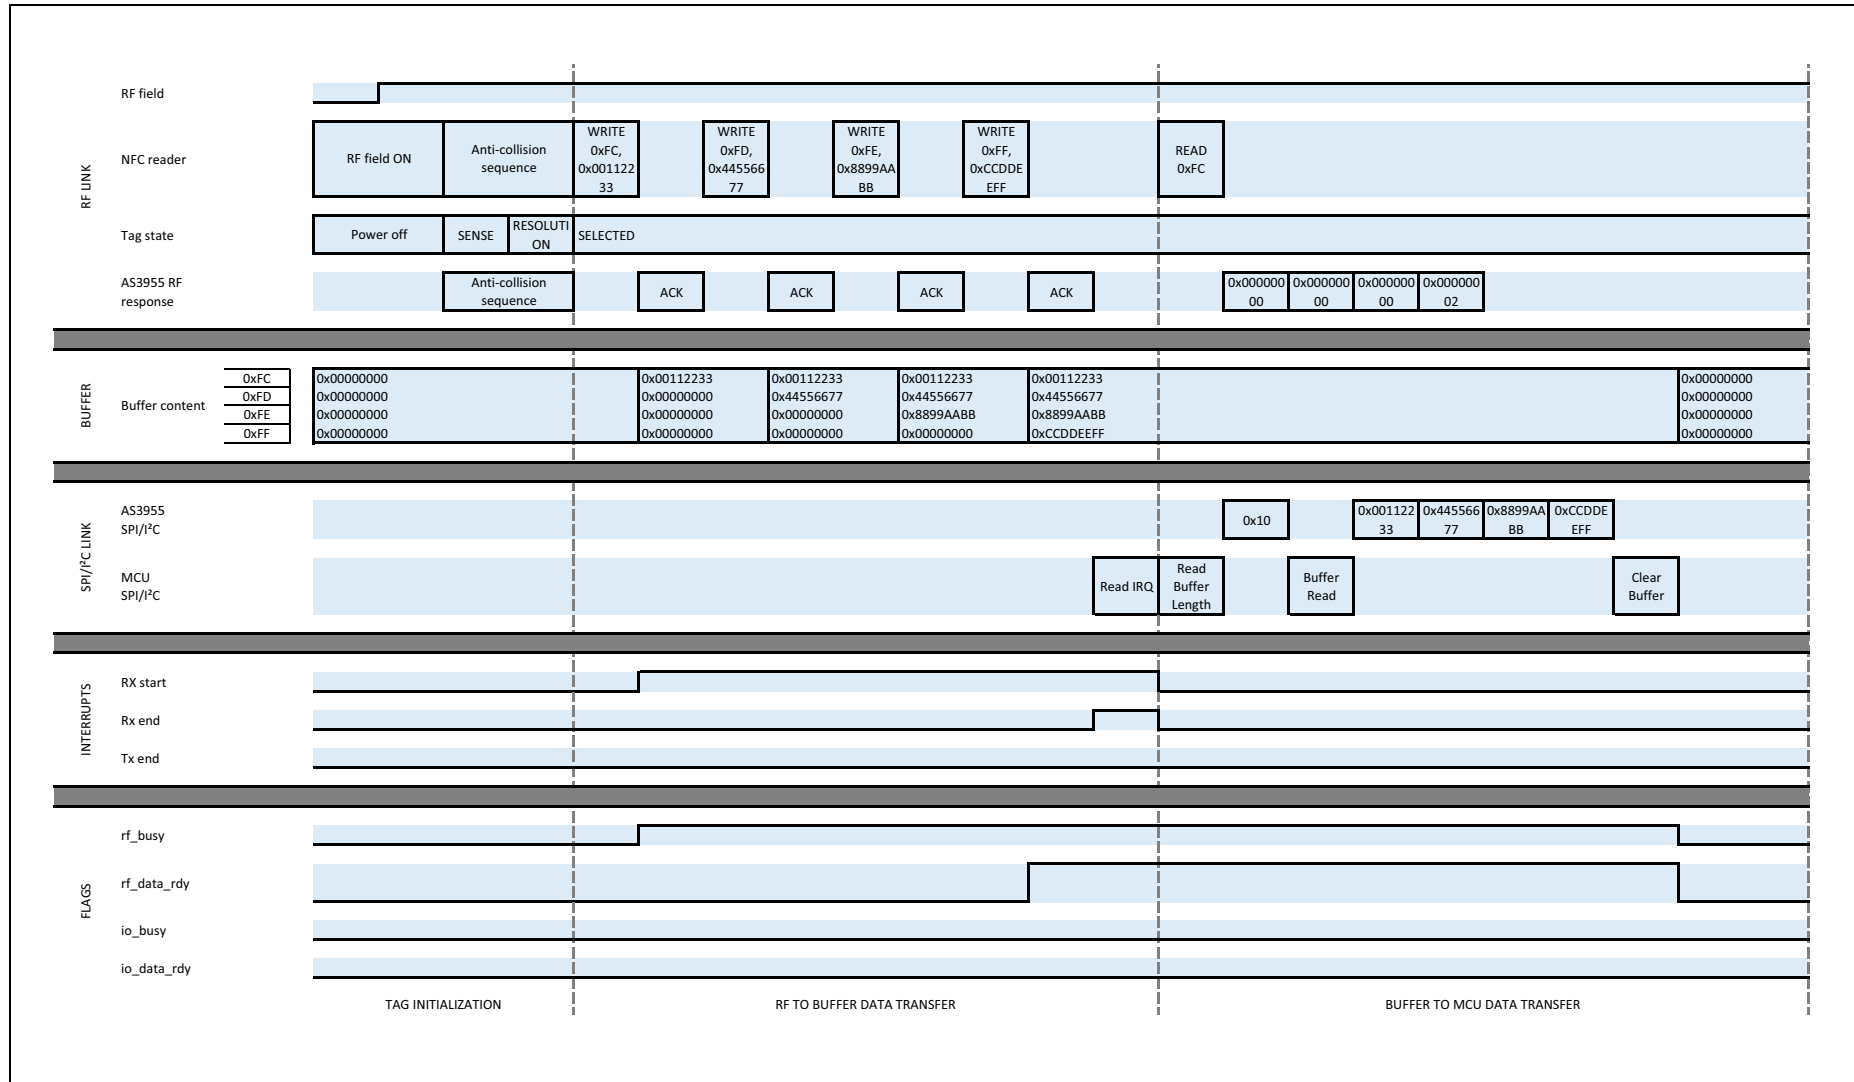 RF field
RF LINK
NFC reader
RF field ON
Anti-collision
sequence
WRITE
0xFC,
0x001122
33
WRITE
0xFD,
0x445566
77
WRITE
0xFE,
0x8899AA
BB
WRITE
0xFF,
0xCCDDE
EFF
READ
0xFC
Tag state
Power off
SENSE
RESOLUTI
ON
SELECTED
AS3955 RF
response
Anti-collision
sequence
ACK
ACK
ACK
ACK
0x000000
00
0x000000
00
0x000000
00
0x000000
02
BUFFER
Buffer content
0xFC
0xFD
0xFE
0xFF
0x00000000
0x00000000
0x00000000
0x00000000
0x00112233
0x00000000
0x00000000
0x00000000
0x00112233
0x44556677
0x00000000
0x00000000
0x00112233
0x44556677
0x8899AABB
0x00000000
0x00112233
0x44556677
0x8899AABB
0xCCDDEEFF
0x00000000
0x00000000
0x00000000
0x00000000
SPI/I²C LINK
AS3955
SPI/I²C
0x10
0x001122
33
0x445566
77
0x8899AA
BB
0xCCDDE
EFF
MCU
SPI/I²C
Read IRQ
Read
Buffer
Length
Buffer
Read
Clear
Buffer
INTERRUPTS
RX start
Rx end
Tx end
FLAGS
rf_busy
rf_data_rdy
io_busy
io_data_rdy
TAG INITIALIZATION
RF TO BUFFER DATA TRANSFER
BUFFER TO MCU DATA TRANSFER